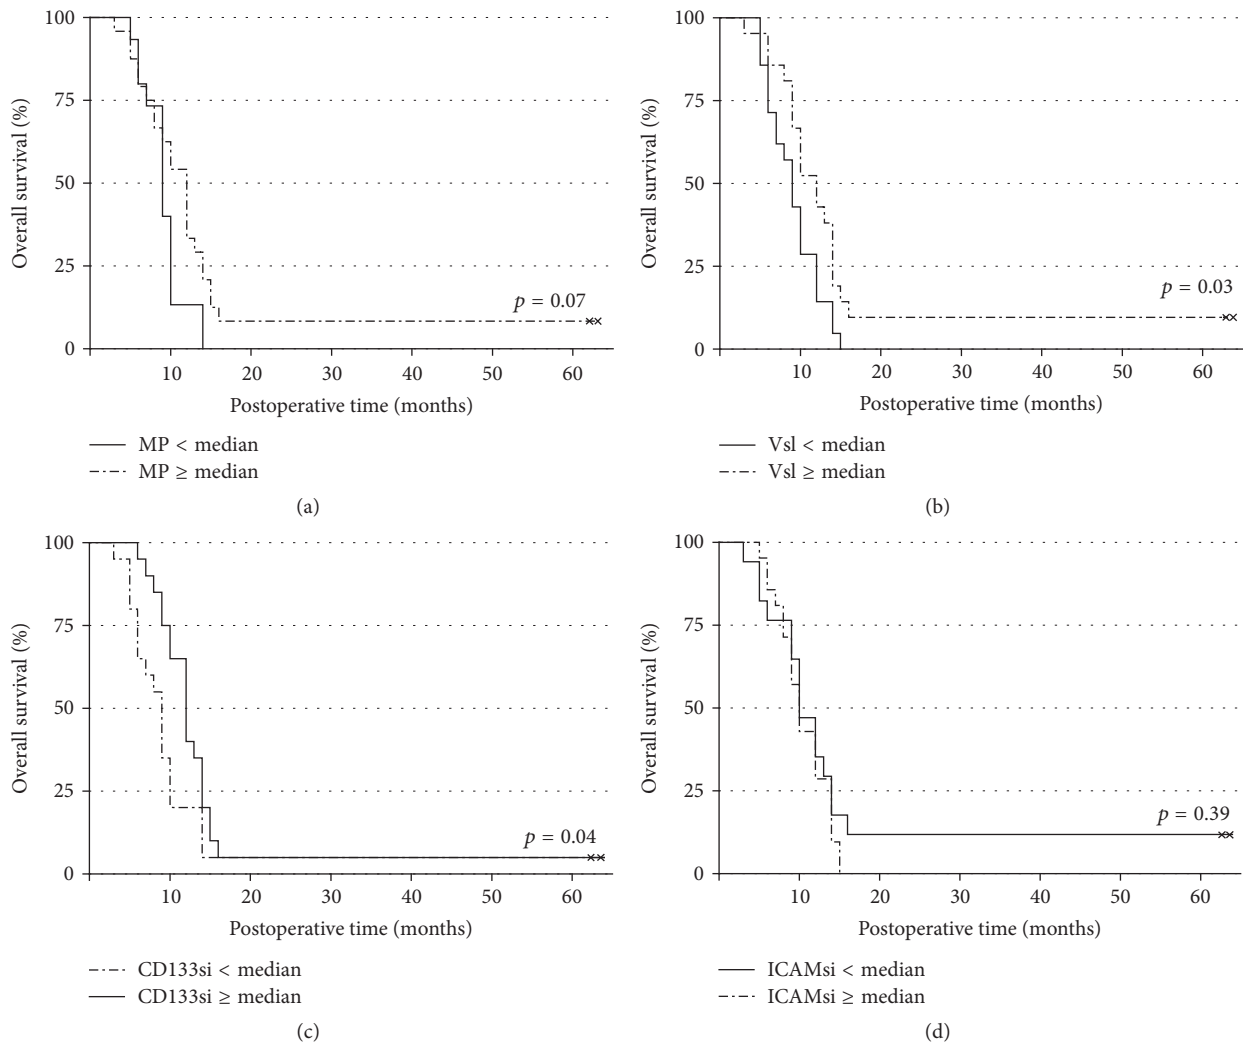 100
75
50
25
0
Overall survival (%)
p = 0.07
10 20 30 40 50 60
Postoperative time (months)
MP < median
MP ≥ median
(a)
100
75
50
25
0
Overall survival (%)
p = 0.03
10 20 30 40 50 60
Postoperative time (months)
Vsl < median
Vsl ≥ median
(b)
100
75
50
25
0
Overall survival (%)
p = 0.04
10 20 30 40 50 60
Postoperative time (months)
CD133si < median
CD133si ≥ median
(c)
100
75
50
25
0
Overall survival (%)
p = 0.39
10 20 30 40 50 60
Postoperative time (months)
ICAMsi < median
ICAMsi ≥ median
(d)